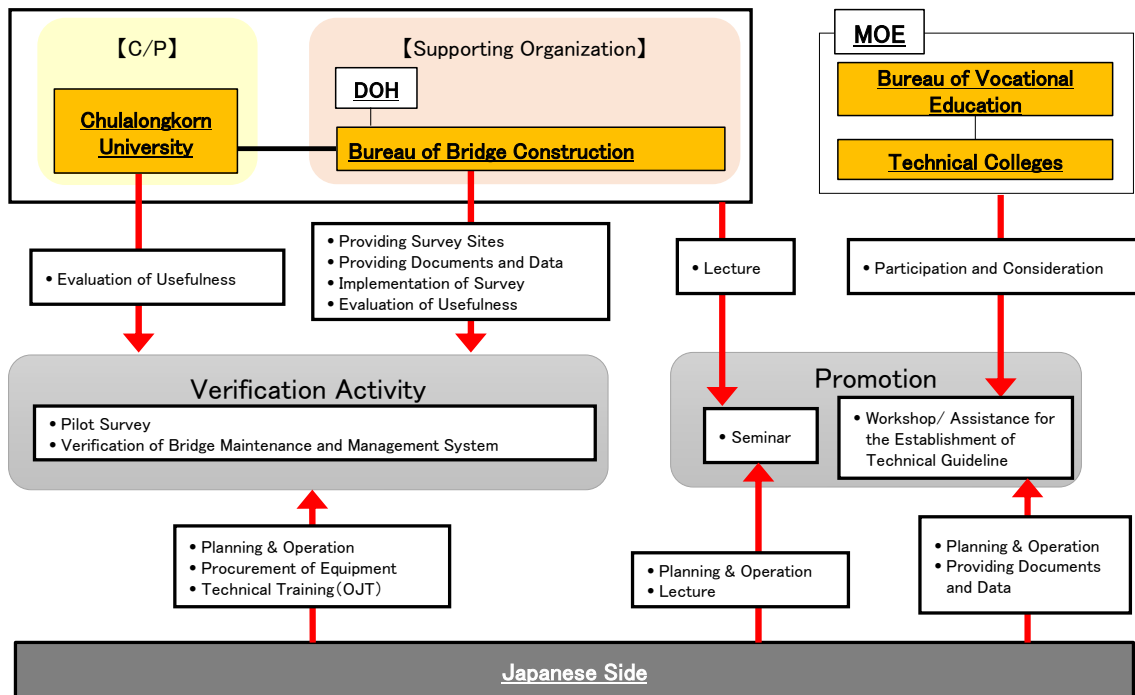 【C/P】
【Supporting Organization】
MOE
DOH
Bureau of Vocational
Education
Chulalongkorn
University
Bureau of Bridge Construction
Technical Colleges
• Evaluation of Usefulness
• Providing Survey Sites
• Providing Documents and Data
• Implementation of Survey
• Evaluation of Usefulness
• Lecture
• Participation and Consideration
Verification Activity
• Pilot Survey
• Verification of Bridge Maintenance and Management System
Promotion
• Seminar
• Workshop/ Assistance for
the Establishment of
Technical Guideline
• Planning & Operation
• Procurement of Equipment
• Technical Training(OJT)
• Planning & Operation
• Lecture
• Planning & Operation
• Providing Documents
and Data
Japanese Side